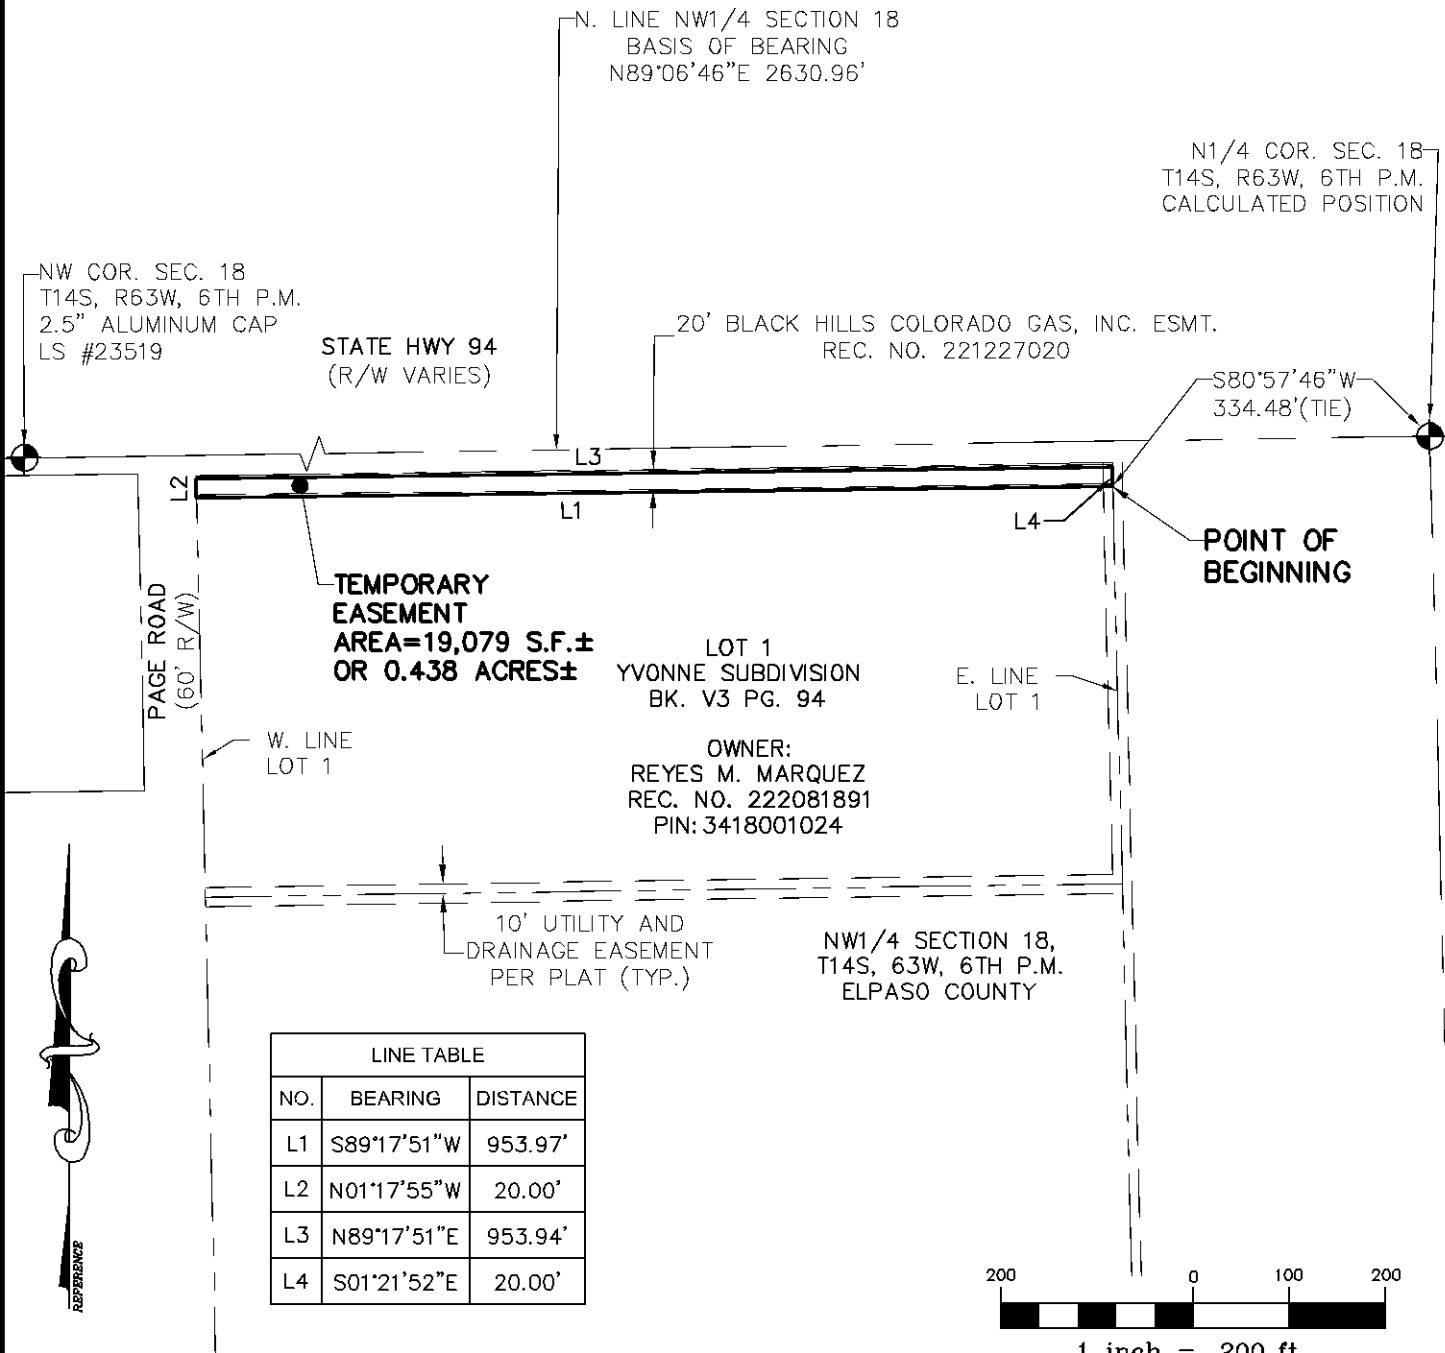 N. LINE NW1/4 SECTION 18
BASIS OF BEARING
N89°06'46"E 2630.96'
N1/4 COR. SEC. 18
T14S, R63W, 6TH P.M.
CALCULATED POSITION
NW COR. SEC. 18
T14S, R63W, 6TH P.M.
2.5" ALUMINUM CAP
LS #23519
STATE HWY 94
(R/W VARIES)
20' BLACK HILLS COLORADO GAS, INC. ESMT.
REC. NO. 221227020
S80°57'46"W
334.48'(TIE)
L3
L2
L1
L4
POINT OF
BEGINNING
TEMPORARY
EASEMENT
AREA=19,079 S.F.±
OR 0.438 ACRES±
PAGE ROAD
(60' R/W)
LOT 1
YVONNE SUBDIVISION
BK. V3 PG. 94
E. LINE
LOT 1
W. LINE
LOT 1
OWNER:
REYES M. MARQUEZ
REC. NO. 222081891
PIN: 3418001024
10' UTILITY AND
DRAINAGE EASEMENT
PER PLAT (TYP.)
NW1/4 SECTION 18,
T14S, 63W, 6TH P.M.
ELPASO COUNTY
LINE TABLE
NO. BEARING DISTANCE
L1 S89°17'51"W 953.97'
L2 N01°17'55"W 20.00'
L3 N89°17'51"E 953.94'
L4 S01°21'52"E 20.00'
REFERENCE
200 0 100 200
1 inch = 200 ft.